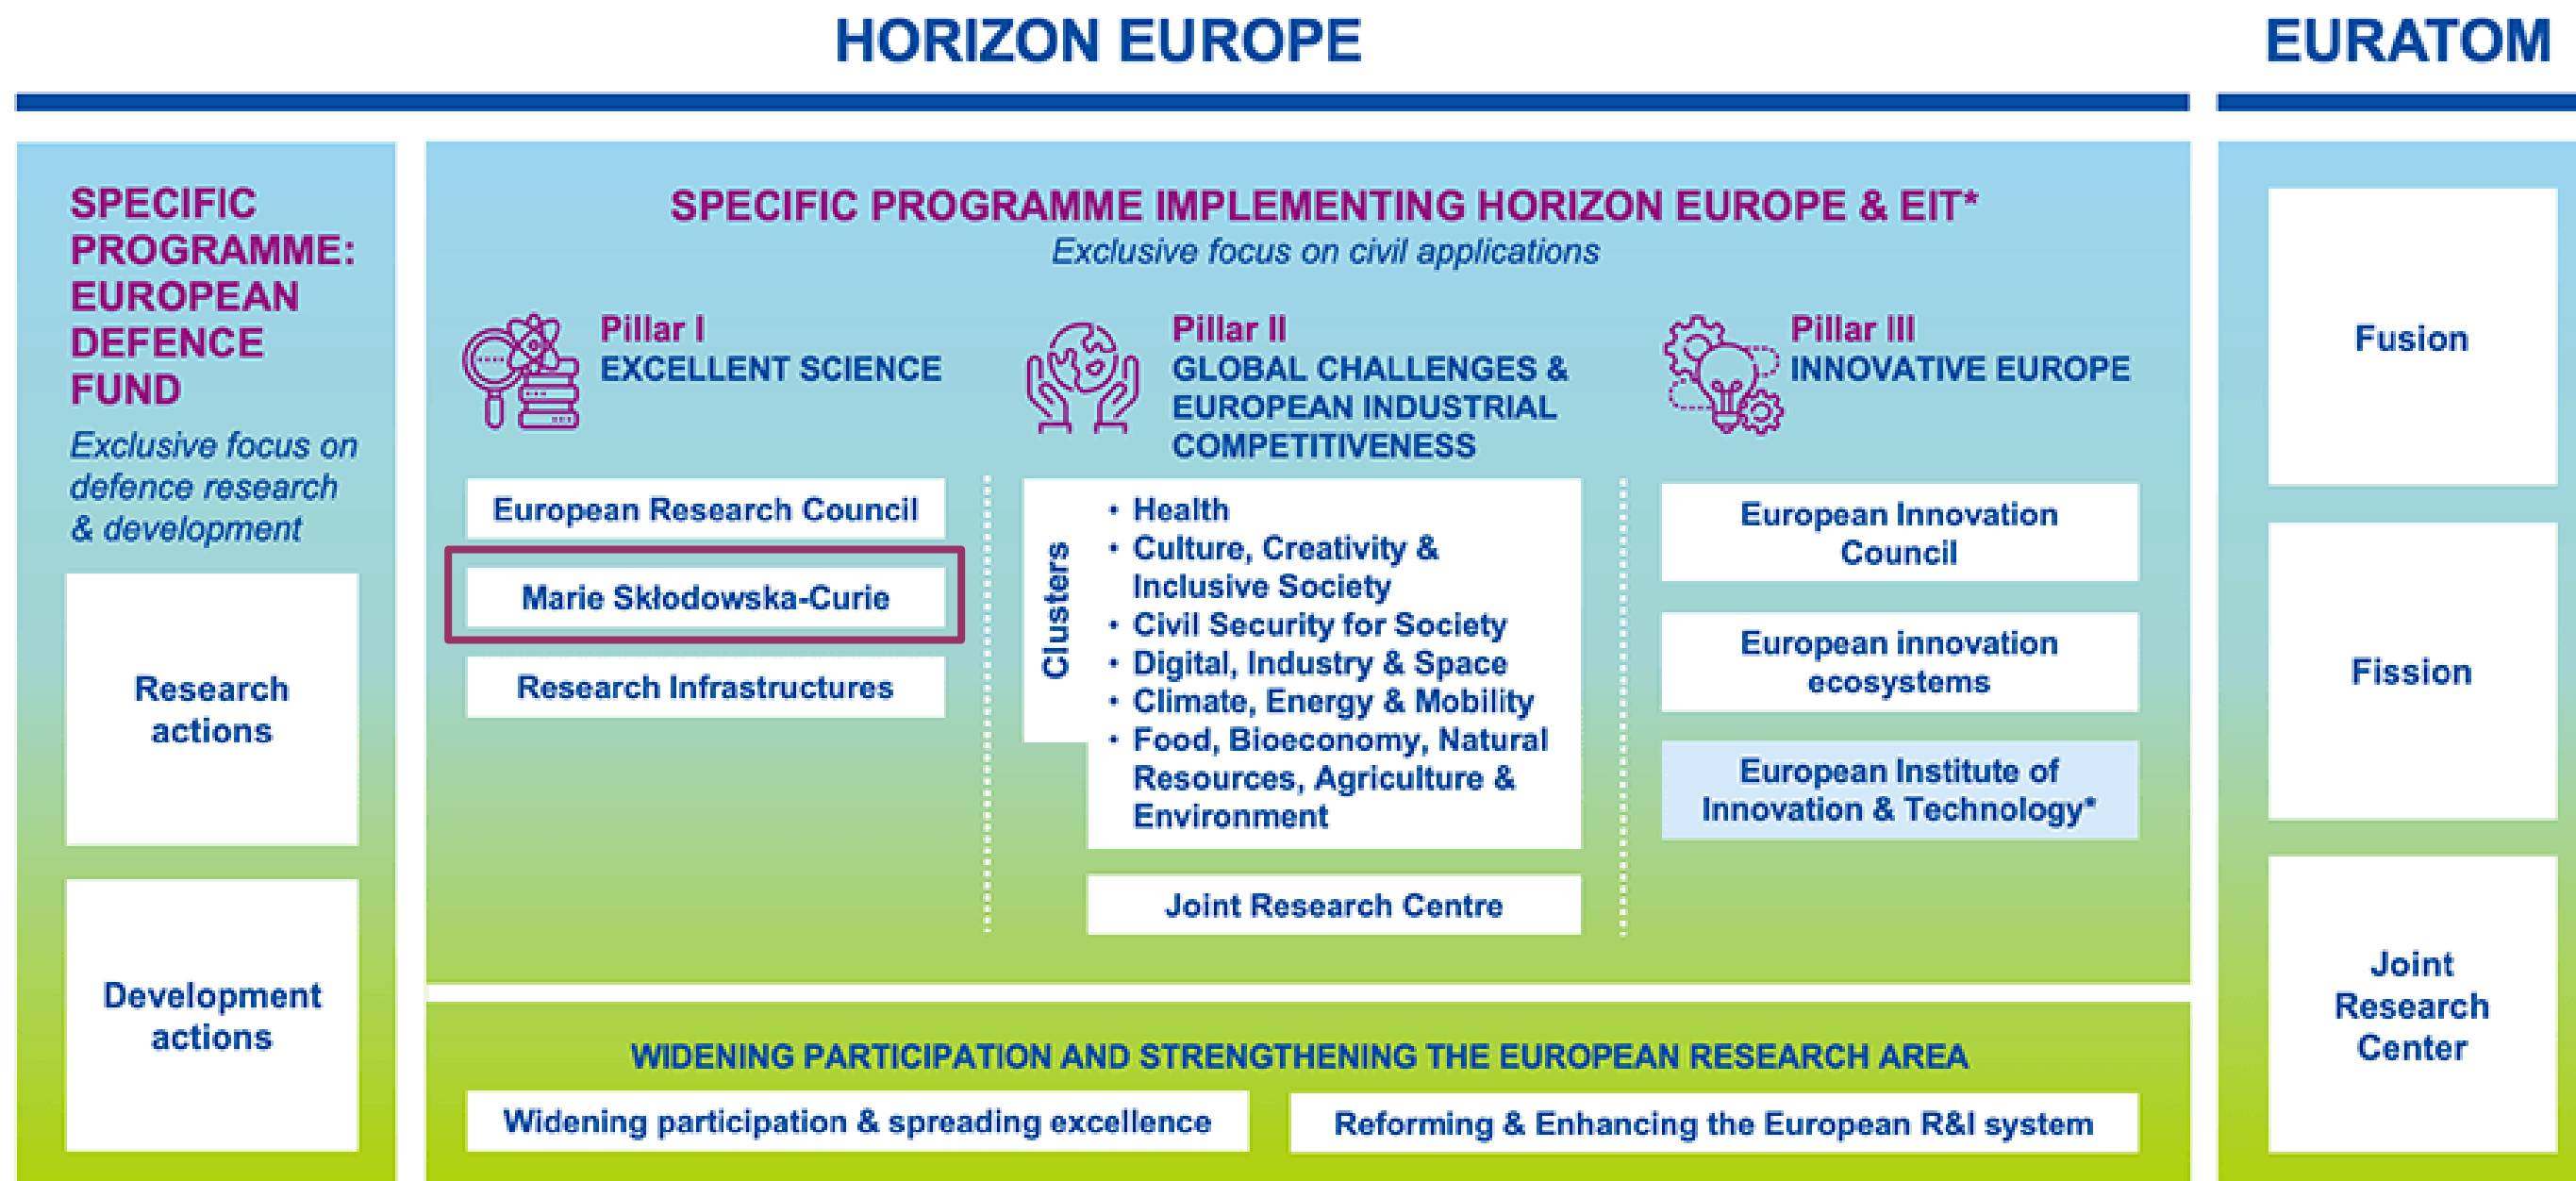 HORIZON EUROPE
EURATOM
SPECIFIC
PROGRAMME:
EUROPEAN
DEFENCE
FUND
Exclusive focus on
defence research
& development
Research
actions
Development
actions
SPECIFIC PROGRAMME IMPLEMENTING HORIZON EUROPE & EIT*
Exclusive focus on civil applications
Pillar I
EXCELLENT SCIENCE
European Research Council
Marie Skłodowska-Curie
Research Infrastructures
Pillar II
GLOBAL CHALLENGES &
EUROPEAN INDUSTRIAL
COMPETITIVENESS
Clusters
• Health
• Culture, Creativity &
Inclusive Society
• Civil Security for Society
• Digital, Industry & Space
• Climate, Energy & Mobility
• Food, Bioeconomy, Natural
Resources, Agriculture &
Environment
Joint Research Centre
Pillar III
INNOVATIVE EUROPE
European Innovation
Council
European innovation
ecosystems
European Institute of
Innovation & Technology*
WIDENING PARTICIPATION AND STRENGTHENING THE EUROPEAN RESEARCH AREA
Widening participation & spreading excellence
Reforming & Enhancing the European R&I system
Fusion
Fission
Joint
Research
Center